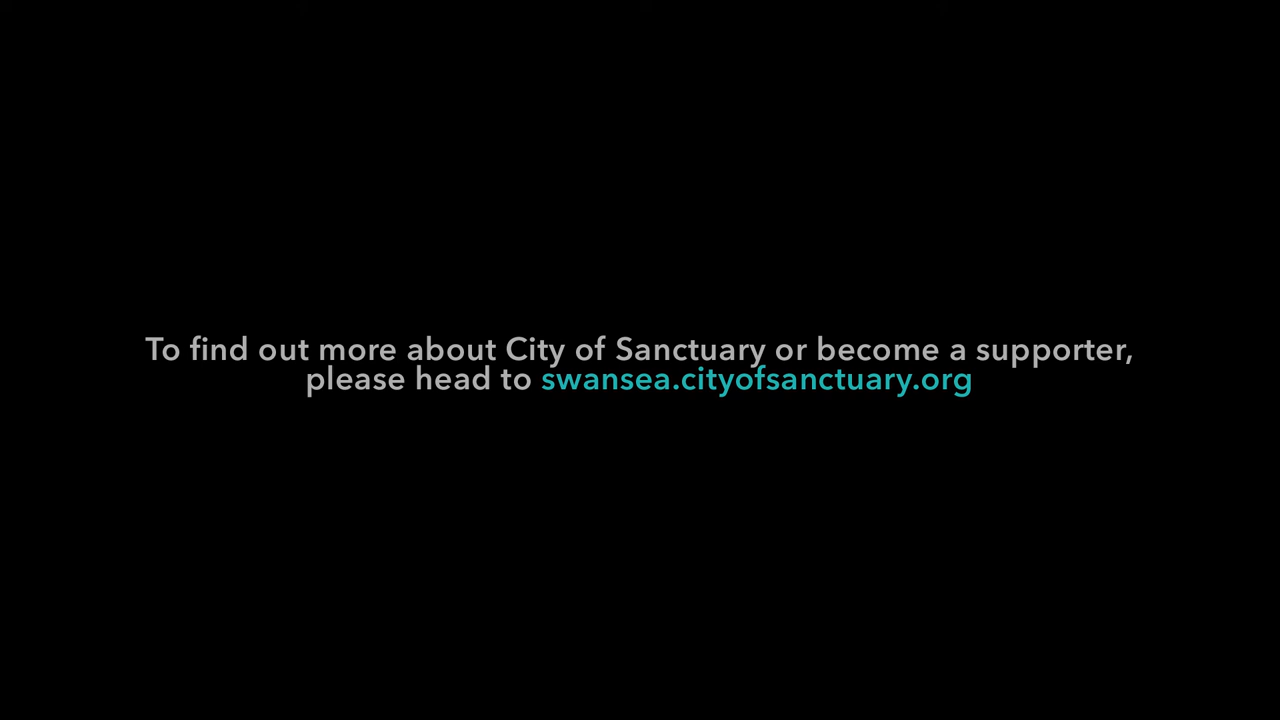 To find out more about City of Sanctuary or become a supporter,
please head to swansea.cityofsanctuary.org